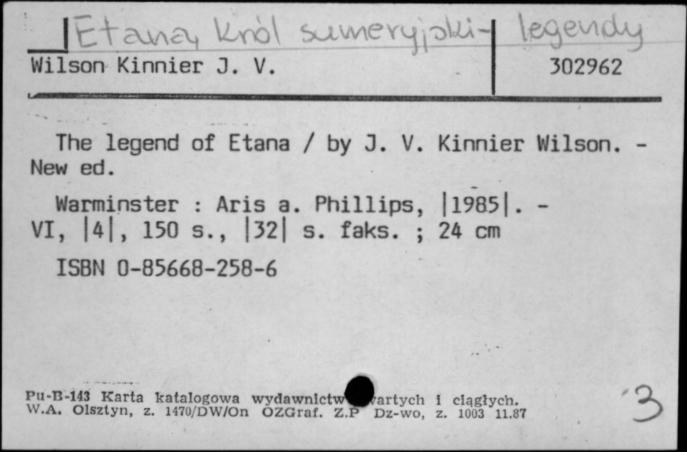 Etana, król sumeryjski - legendy
Wilson Kinnier J. V. 302962
The legend of Etana / by J. V. Kinnier Wilson. -
New ed.
Warminster : Aris a. Phillips, |1985|. -
VI, |4|, 150 s., |32| s. faks. ; 24 cm
ISBN 0-85668-258-6
Pu-B-143 Karta katalogowa wydawnictw i ciągłych.
W.A. Olsztyn, z. 1470/DW/On OZGraf. Z.P Dz-wo, z. 1003 11.87
3